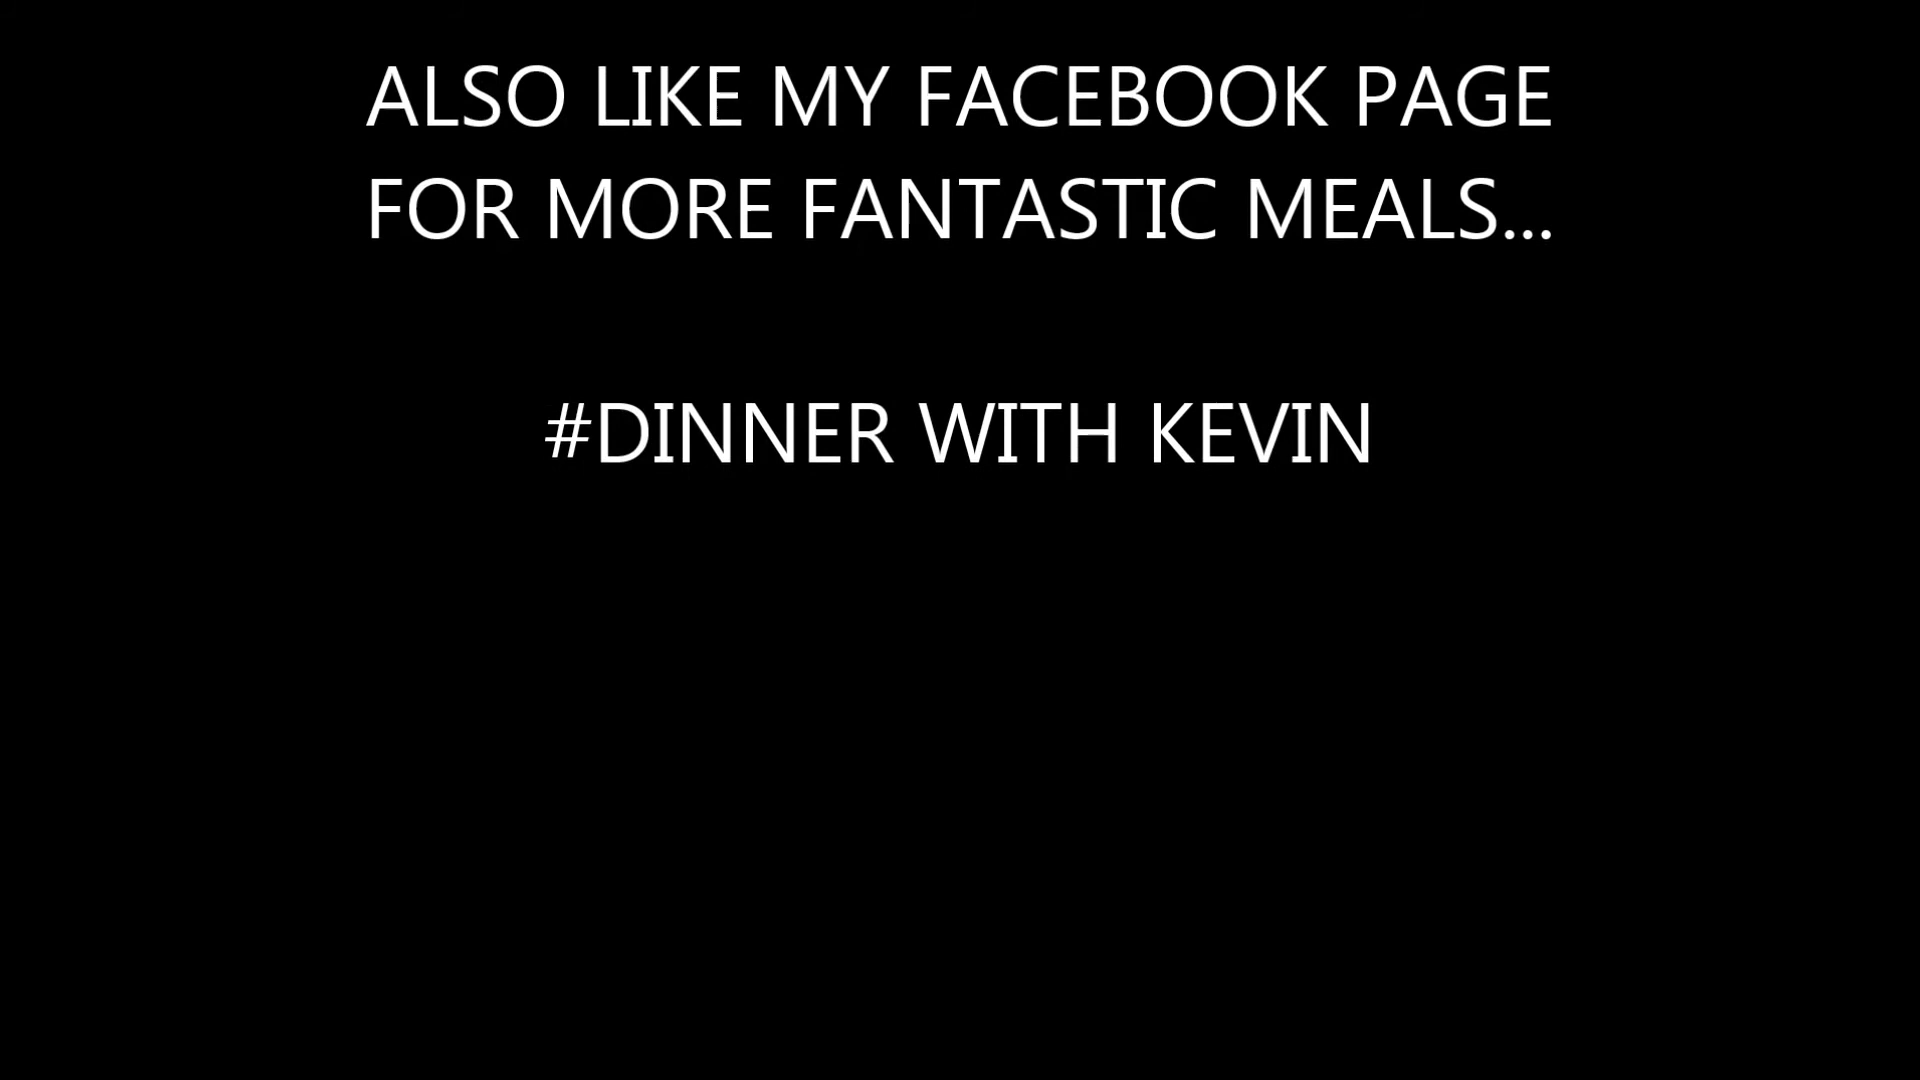 ALSO LIKE MY FACEBOOK PAGE
FOR MORE FANTASTIC MEALS...
#DINNER WITH KEVIN